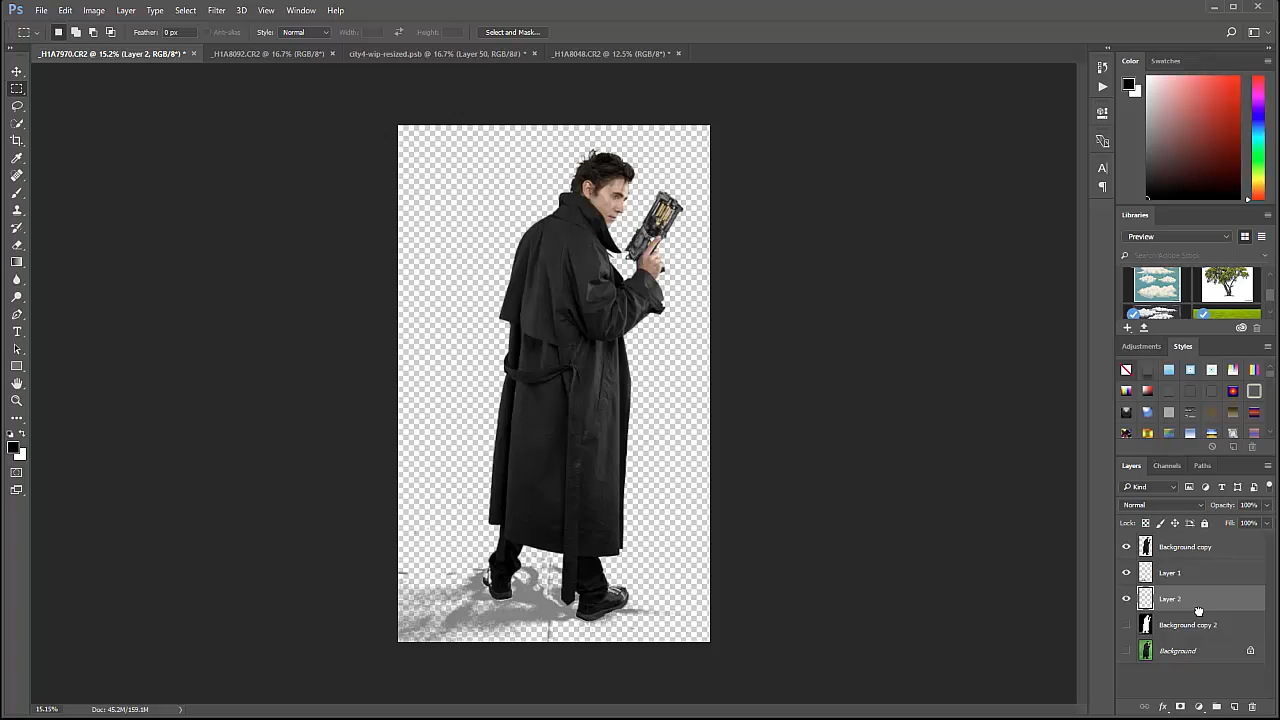 Ps File Edit Image Layer Type Select Filter 3D View Window Help
Feather: 0 px Anti-alias Style: Normal Width: Height: Select and Mask...
_H1A7970.CR2 @ 15.2% (Layer 2, RGB/8*) * × _H1A8092.CR2 @ 16.7% (RGB/8*) × city4-wip-resized.psb @ 16.7% (Layer 50, RGB/8#) * × _H1A8048.CR2 @ 12.5% (RGB/8*) * ×
Color Swatches
Libraries
Preview
Search Adobe Stock
Adjustments Styles
Layers Channels Paths
Kind
Normal Opacity: 100%
Lock: Fill: 100%
Background copy
Layer 1
Layer 2
Background copy 2
Background
15.15% Doc: 45.2M/159.1M